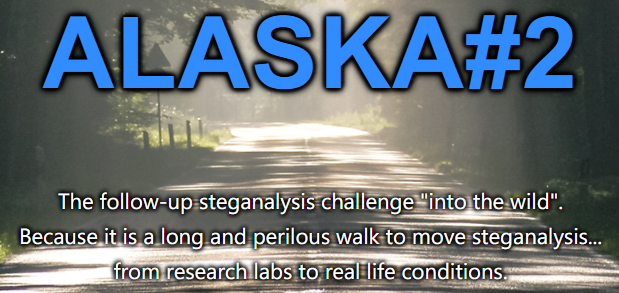 ALASKA#2
The follow-up steganalysis challenge "into the wild".
Because it is a long and perilous walk to move steganalysis...
from research labs to real life conditions.